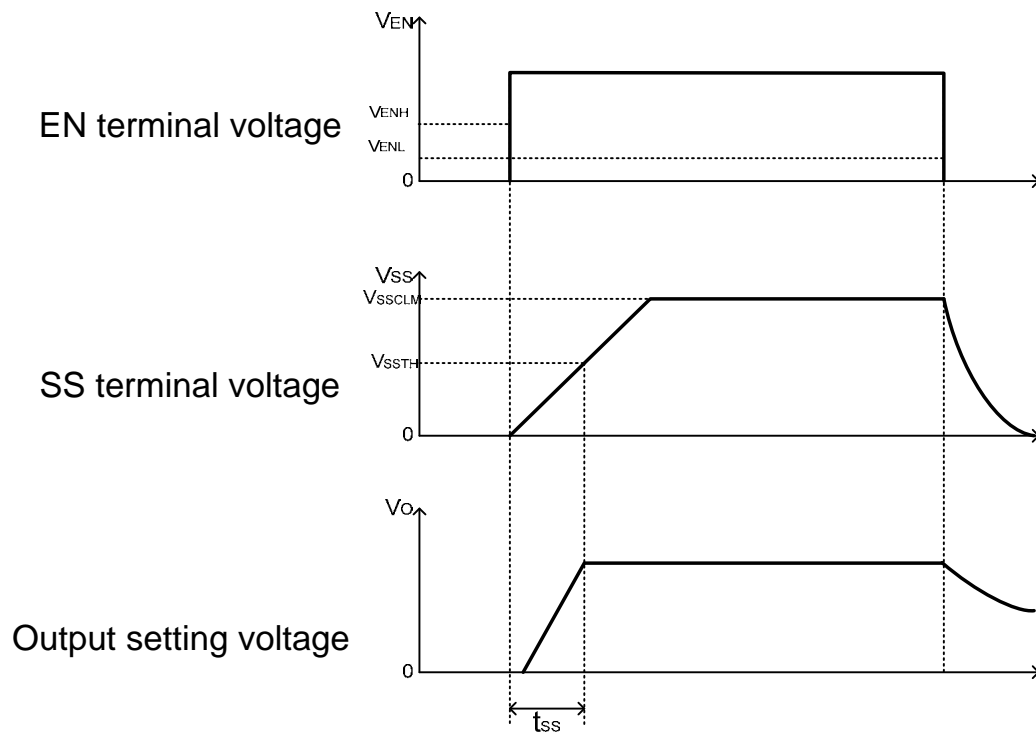 VEN
EN terminal voltage
VENH
VENL
0
VSS
VSSCLM
VSSTH
SS terminal voltage
0
VO
Output setting voltage
0
tSS